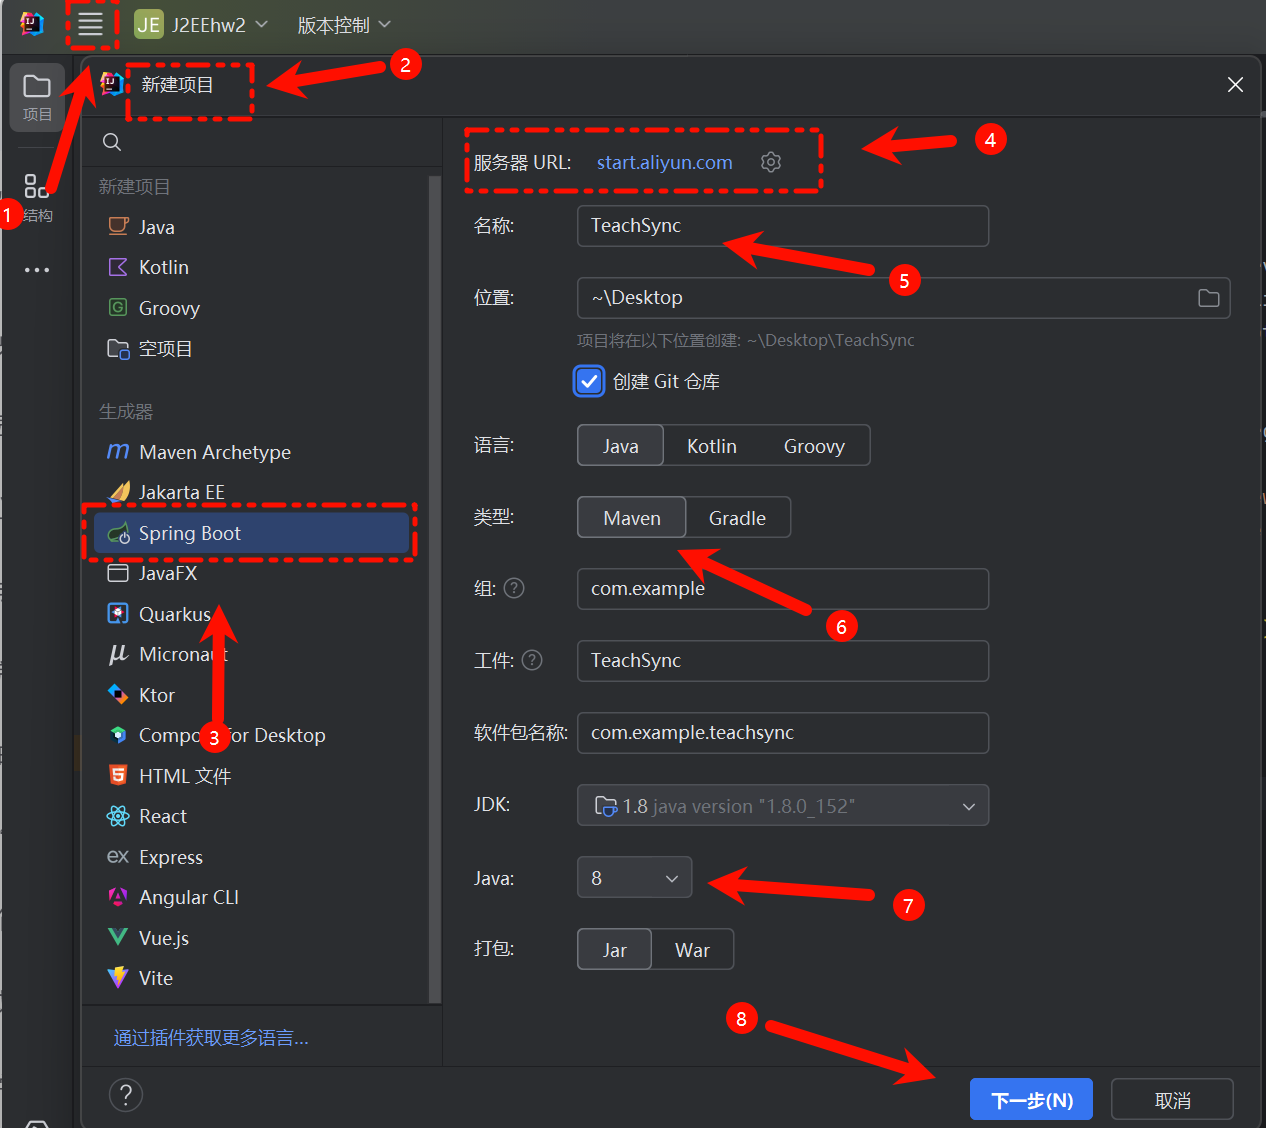 JE J2EEhw2 版本控制
2
新建项目
项目
4
服务器 URL: start.aliyun.com
新建项目
1
结构
Java
名称: TeachSync
Kotlin
5
位置: ~\Desktop
Groovy
空项目
项目将在以下位置创建: ~\Desktop\TeachSync
创建 Git 仓库
生成器
语言: Java Kotlin Groovy
Maven Archetype
Jakarta EE
类型: Maven Gradle
Spring Boot
JavaFX
组: ? com.example
Quarkus
6
Micronaut
工件: ? TeachSync
Ktor
软件包名称: com.example.teachsync
3
for Desktop
HTML 文件
JDK: 1.8 java version "1.8.0_152"
React
Express
Java: 8
7
Angular CLI
Vue.js
打包: Jar War
Vite
8
通过插件获取更多语言...
?
下一步(N) 取消